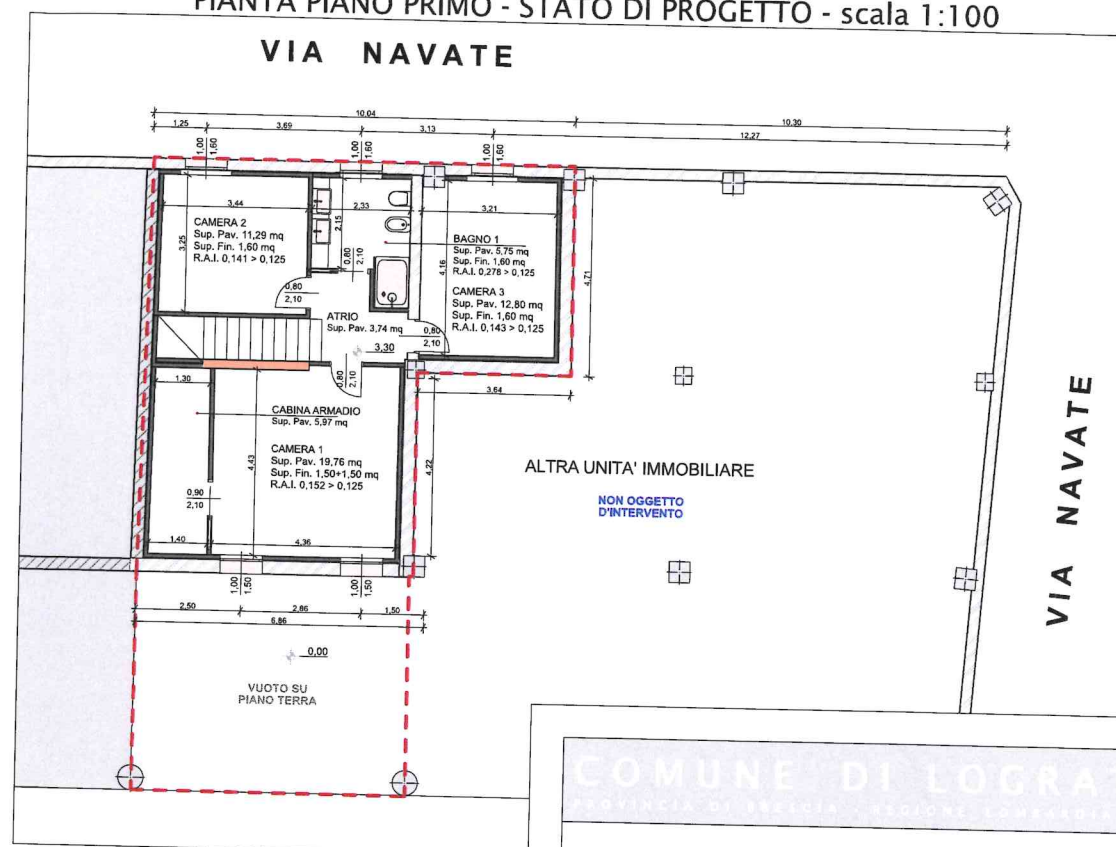 PIANTA PIANO PRIMO - STATO DI PROGETTO - scala 1:100
VIA NAVATE
10,04
10,30
1,25
3,69
3,13
12,27
1,00
1,60
1,00
1,60
1,00
1,60
3,44
2,33
3,21
CAMERA 2
Sup. Pav. 11,29 mq
Sup. Fin. 1,60 mq
R.A.I. 0,141 > 0,125
3,25
2,15
0,80
2,10
BAGNO 1
Sup. Pav. 5,75 mq
Sup. Fin. 1,60 mq
R.A.I. 0,278 > 0,125
4,16
4,71
CAMERA 3
Sup. Pav. 12,80 mq
Sup. Fin. 1,60 mq
R.A.I. 0,143 > 0,125
0,80
2,10
ATRIO
Sup. Pav. 3,74 mq
0,80
2,10
3,30
0,80
2,10
1,30
3,64
CABINA ARMADIO
Sup. Pav. 5,97 mq
CAMERA 1
Sup. Pav. 19,76 mq
Sup. Fin. 1,50+1,50 mq
R.A.I. 0,152 > 0,125
4,43
4,22
0,90
2,10
1,40
4,36
ALTRA UNITA' IMMOBILIARE
NON OGGETTO
D'INTERVENTO
VIA NAVATE
1,00
1,50
1,00
1,50
2,50
2,86
1,50
6,86
0,00
VUOTO SU
PIANO TERRA
COMUNE DI LOGRA
PROVINCIA DI BRESCIA - REGIONE LOMBARDIA